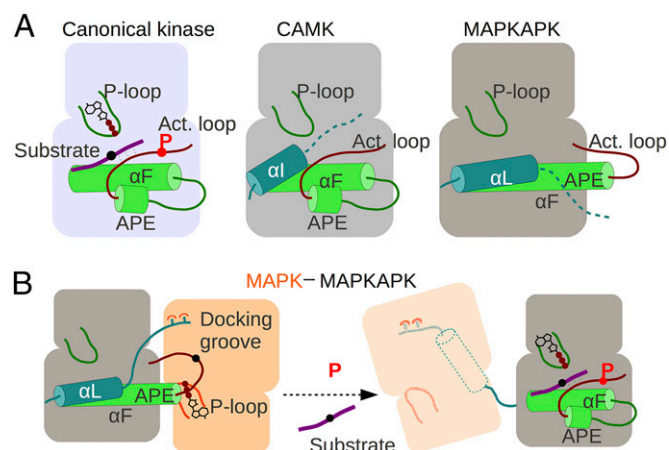 A
Canonical kinase
CAMK
MAPKAPK
P-loop
Act. loop
P
Substrate
αF
APE
P-loop
Act. loop
αI
αF
APE
P-loop
Act. loop
αL
APE
αF
B
MAPK–MAPKAPK
Docking
groove
αL
APE
αF
P-loop
P
Substrate
P
αF
APE